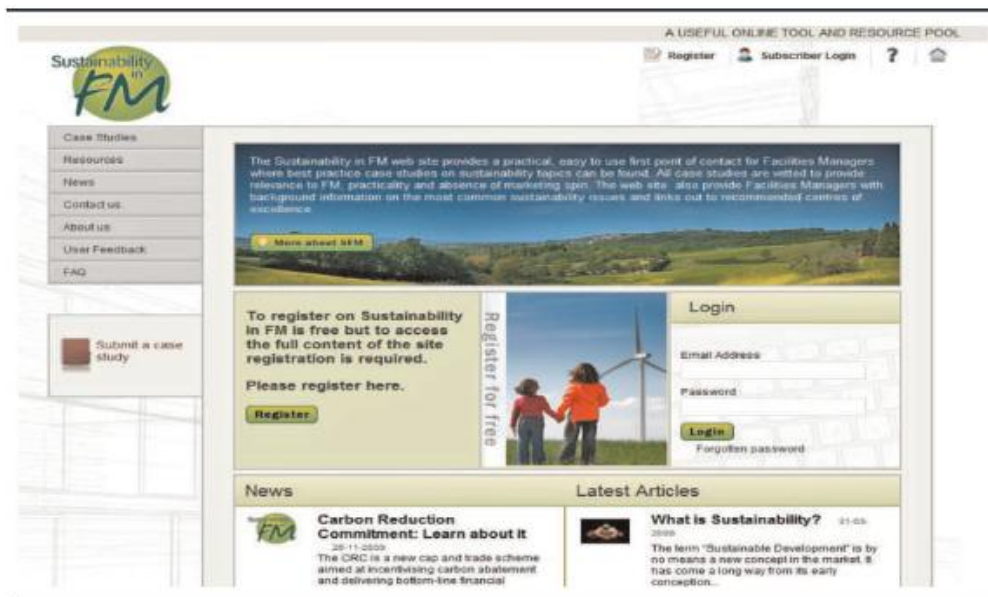 A USEFUL ONLINE TOOL AND RESOURCE POOL
Register
Subscriber Login
?
Sustainability
in
FM
Case Studies
Resources
News
Contact us
About us
User Feedback
FAQ
Submit a case
study
The Sustainability in FM web site provides a practical, easy to use first point of contact for Facilities Managers
where best practice case studies on sustainability topics can be found. All case studies are vetted to provide
relevance to FM, practicality and absence of marketing spin. The web site also provide Facilities Managers with
background information on the most common sustainability issues and links out to recommended centres of
excellence.
More about SFM
To register on Sustainability
in FM is free but to access
the full content of the site
registration is required.
Please register here.
Register
Register for free
Login
Email Address
Password
Login
Forgotten password
News
FM
Carbon Reduction
Commitment: Learn about It
26-11-2009
The CRC is a new cap and trade scheme
aimed at incentivising carbon abatement
and delivering bottom-line financial
Latest Articles
What is Sustainability?
The term "Sustainable Development" is by
no means a new concept in the market. It
has come a long way from its early
conception...